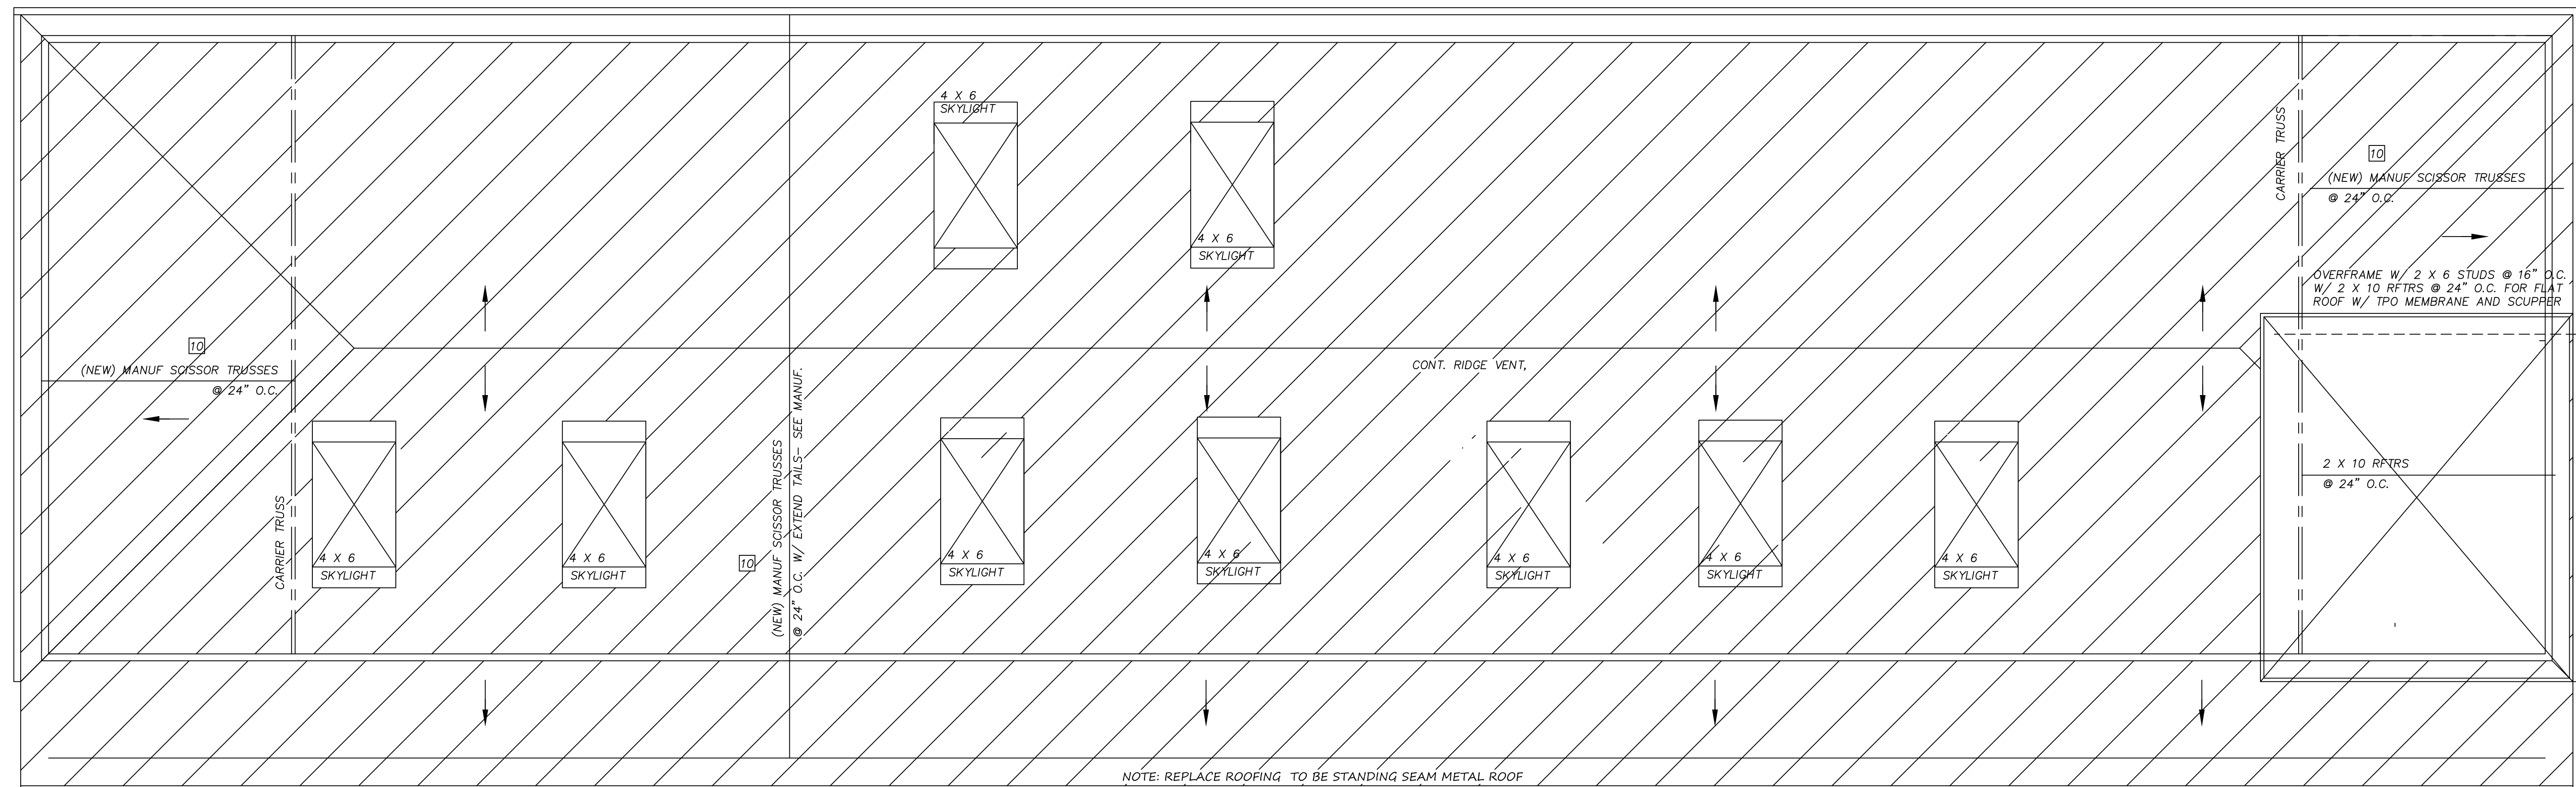 4 X 6
SKYLIGHT
4 X 6
SKYLIGHT
CARRIER TRUSS
10
(NEW) MANUF SCISSOR TRUSSES
@ 24" O.C.
OVERFRAME W/ 2 X 6 STUDS @ 16" O.C.
W/ 2 X 10 RFTRS @ 24" O.C. FOR FLAT
ROOF W/ TPO MEMBRANE AND SCUPPER
10
(NEW) MANUF SCISSOR TRUSSES
@ 24" O.C.
CONT. RIDGE VENT,
CARRIER TRUSS
4 X 6
SKYLIGHT
4 X 6
SKYLIGHT
10
(NEW) MANUF SCISSOR TRUSSES
@ 24" O.C. W/ EXTEND TAILS- SEE MANUF.
4 X 6
SKYLIGHT
4 X 6
SKYLIGHT
4 X 6
SKYLIGHT
4 X 6
SKYLIGHT
4 X 6
SKYLIGHT
2 X 10 RFTRS
@ 24" O.C.
NOTE: REPLACE ROOFING TO BE STANDING SEAM METAL ROOF